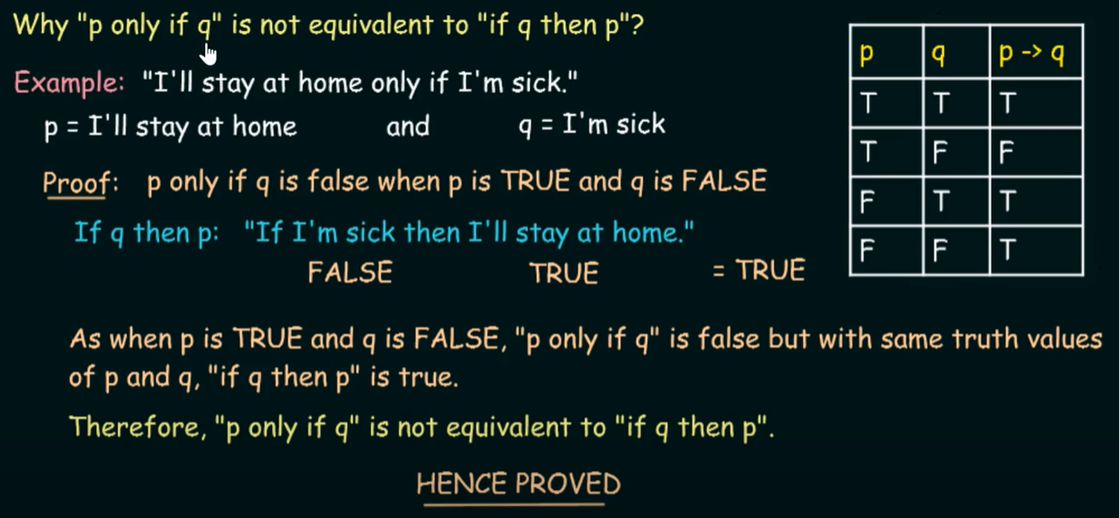 Why "p only if q" is not equivalent to "if q then p"?
Example: "I'll stay at home only if I'm sick."
p = I'll stay at home and q = I'm sick
Proof: p only if q is false when p is TRUE and q is FALSE
If q then p: "If I'm sick then I'll stay at home."
FALSE TRUE = TRUE
As when p is TRUE and q is FALSE, "p only if q" is false but with same truth values
of p and q, "if q then p" is true.
Therefore, "p only if q" is not equivalent to "if q then p".
HENCE PROVED
p q p -> q
T T T
T F F
F T T
F F T